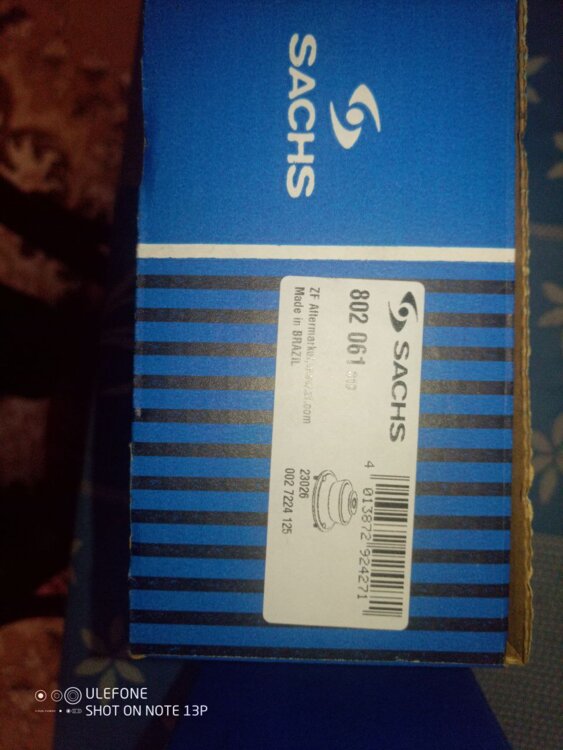 SACHS
SACHS
802 061
ZF Aftermarket
Made in BRAZIL
23026
002 7224 125
4 013872 924271
ULEFONE
SHOT ON NOTE 13P